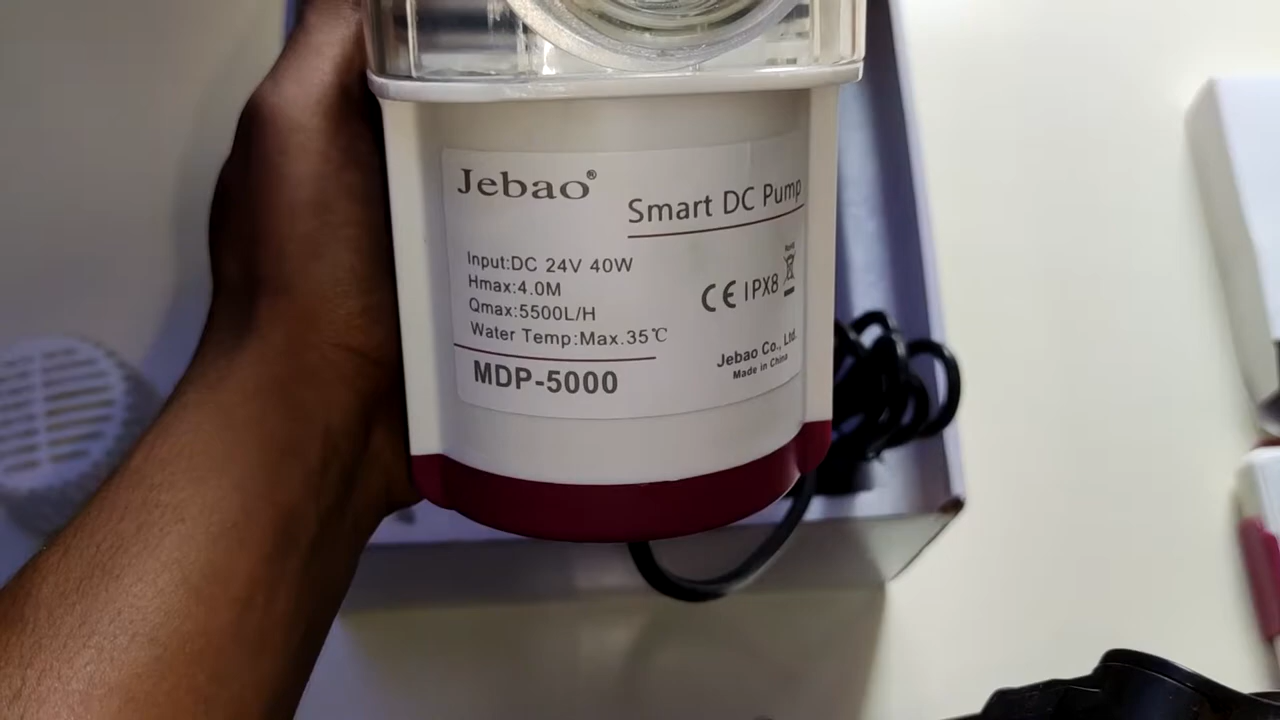 Jebao®
Smart DC Pump
Input:DC 24V 40W
Hmax:4.0M
Qmax:5500L/H
Water Temp:Max.35℃
MDP-5000
CE IPX8
RoHS
Jebao Co., Ltd.
Made in China